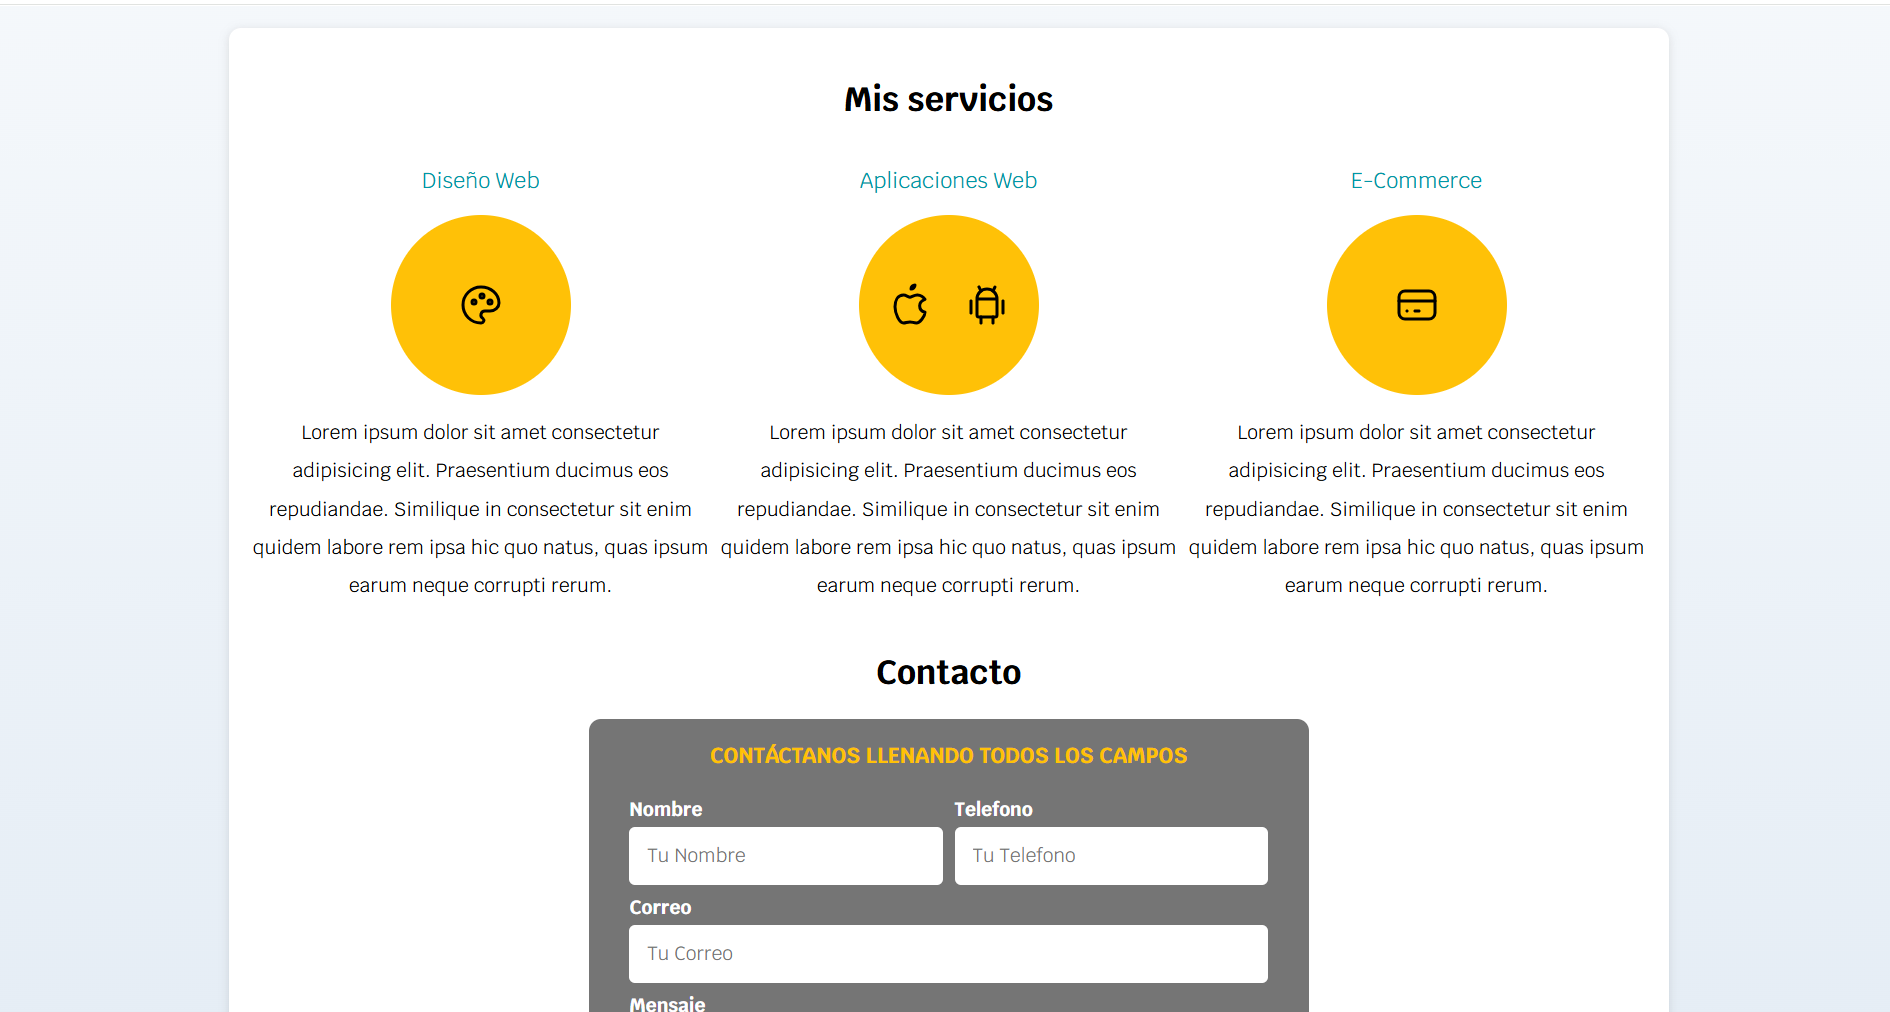 Mis servicios
Diseño Web
Lorem ipsum dolor sit amet consectetur
adipisicing elit. Praesentium ducimus eos
repudiandae. Similique in consectetur sit enim
quidem labore rem ipsa hic quo natus, quas ipsum
earum neque corrupti rerum.
Aplicaciones Web
Lorem ipsum dolor sit amet consectetur
adipisicing elit. Praesentium ducimus eos
repudiandae. Similique in consectetur sit enim
quidem labore rem ipsa hic quo natus, quas ipsum
earum neque corrupti rerum.
E-Commerce
Lorem ipsum dolor sit amet consectetur
adipisicing elit. Praesentium ducimus eos
repudiandae. Similique in consectetur sit enim
quidem labore rem ipsa hic quo natus, quas ipsum
earum neque corrupti rerum.
Contacto
CONTÁCTANOS LLENANDO TODOS LOS CAMPOS
Nombre
Tu Nombre
Telefono
Tu Telefono
Correo
Tu Correo
Mensaje